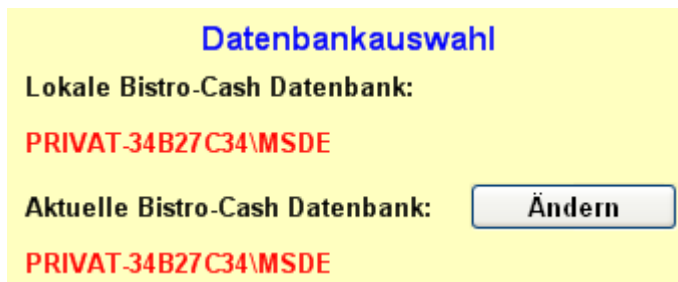 Datenbankauswahl
Lokale Bistro-Cash Datenbank:
PRIVAT-34B27C34\MSDE
Aktuelle Bistro-Cash Datenbank: Ändern
PRIVAT-34B27C34\MSDE